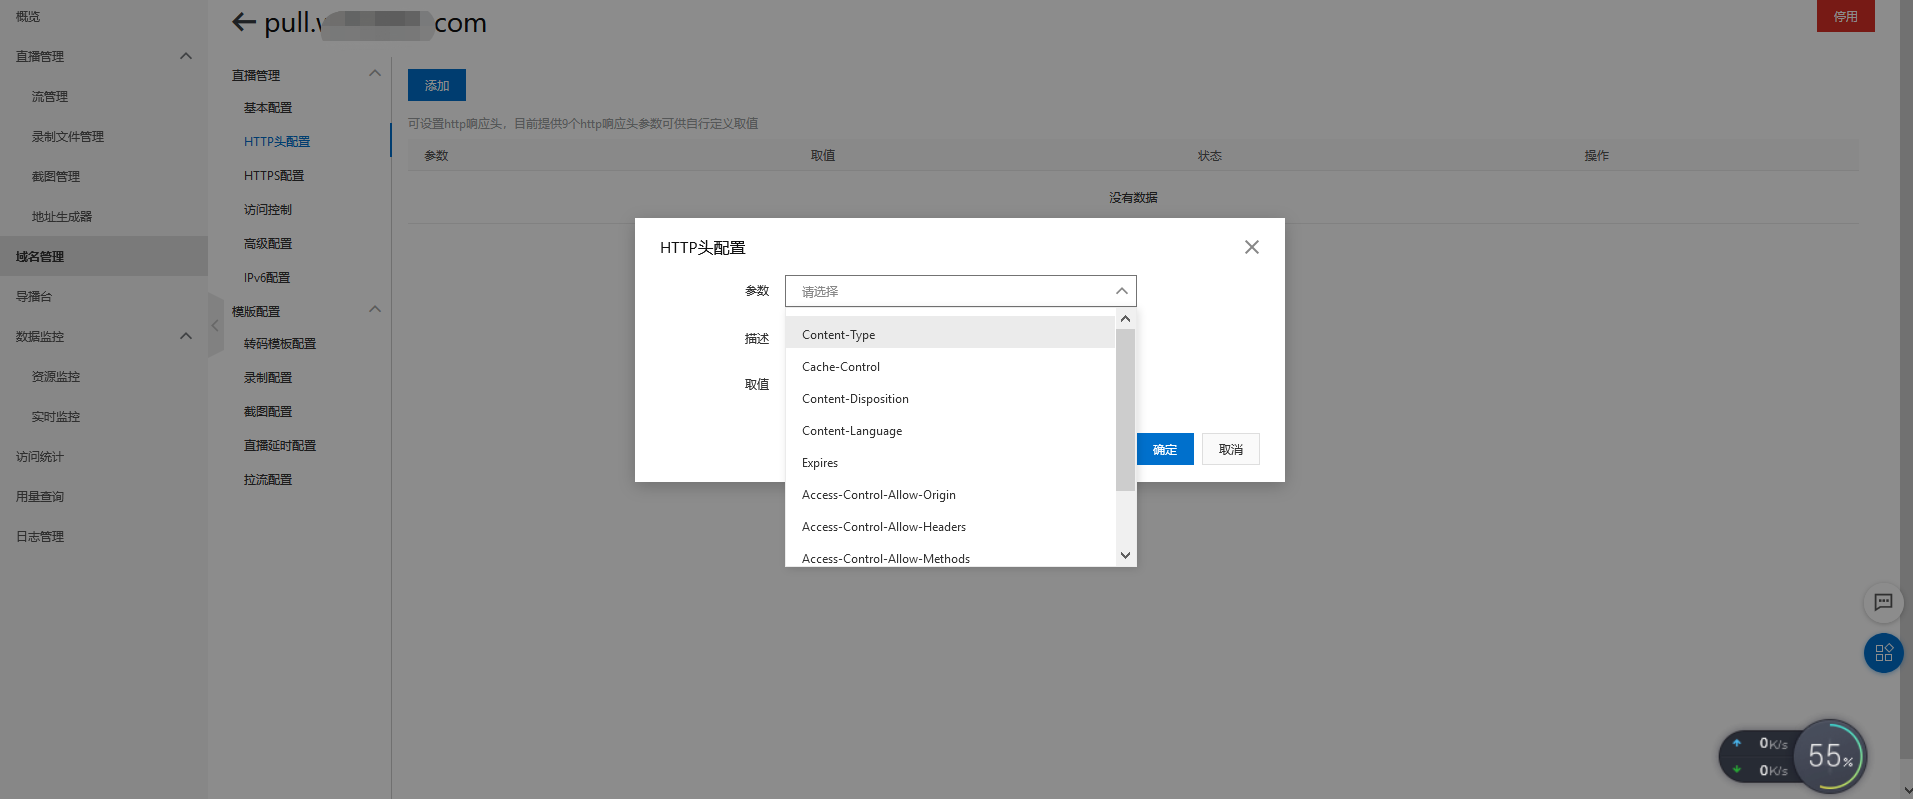 概览
直播管理
流管理
录制文件管理
截图管理
地址生成器
域名管理
导播台
数据监控
资源监控
实时监控
访问统计
用量查询
日志管理
pull. com
停用
直播管理
基本配置
HTTP头配置
HTTPS配置
访问控制
高级配置
IPv6配置
模版配置
转码模板配置
录制配置
截图配置
直播延时配置
拉流配置
添加
可设置http响应头，目前提供9个http响应头参数可供自行定义取值
参数 取值 状态 操作
没有数据
HTTP头配置
参数 请选择
描述
取值
Content-Type
Cache-Control
Content-Disposition
Content-Language
Expires
Access-Control-Allow-Origin
Access-Control-Allow-Headers
Access-Control-Allow-Methods
确定 取消
0K/s
0K/s
55%